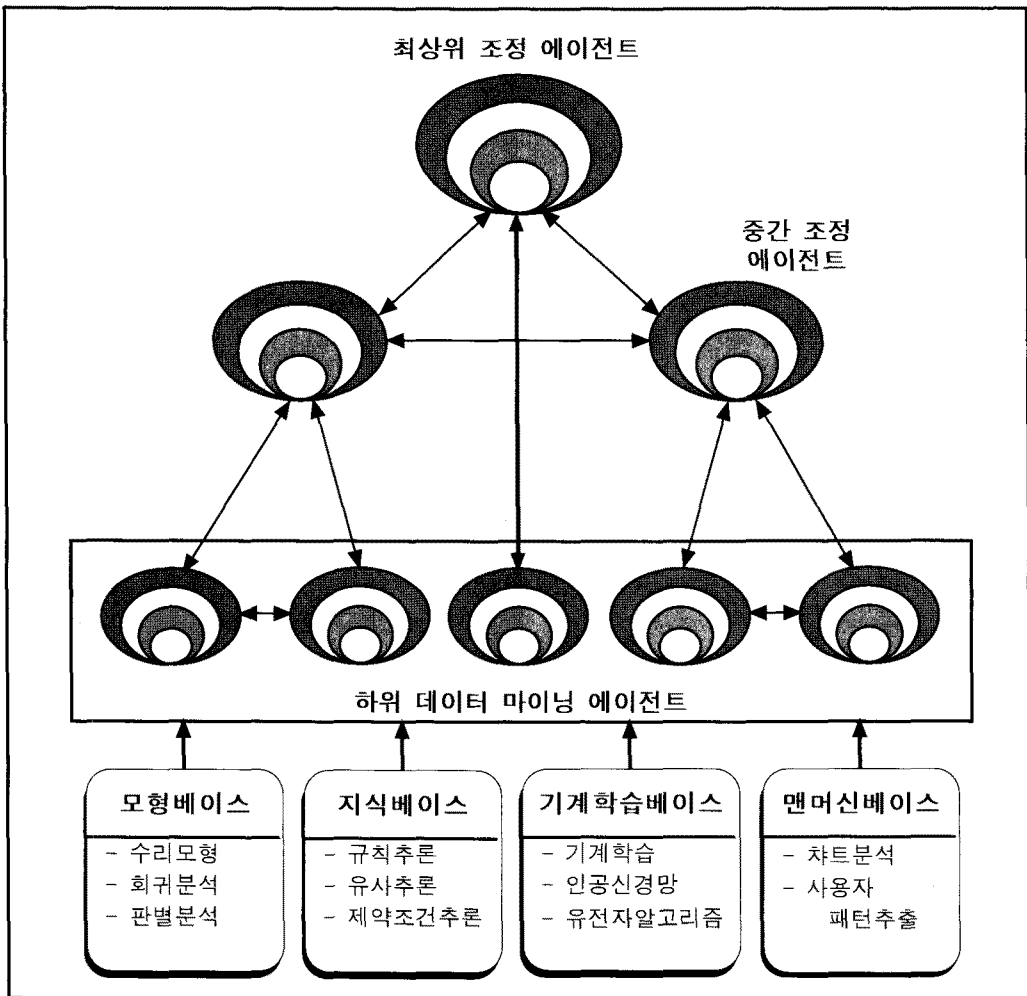 최상위 조정 에이전트
중간 조정
에이전트
하위 데이터 마이닝 에이전트
모형베이스
- 수리모형
- 회귀분석
- 판별분석
지식베이스
- 규칙추론
- 유사추론
- 제약조건추론
기계학습베이스
- 기계학습
- 인공신경망
- 유전자알고리즘
맨머신베이스
- 챠트분석
- 사용자
패턴추출